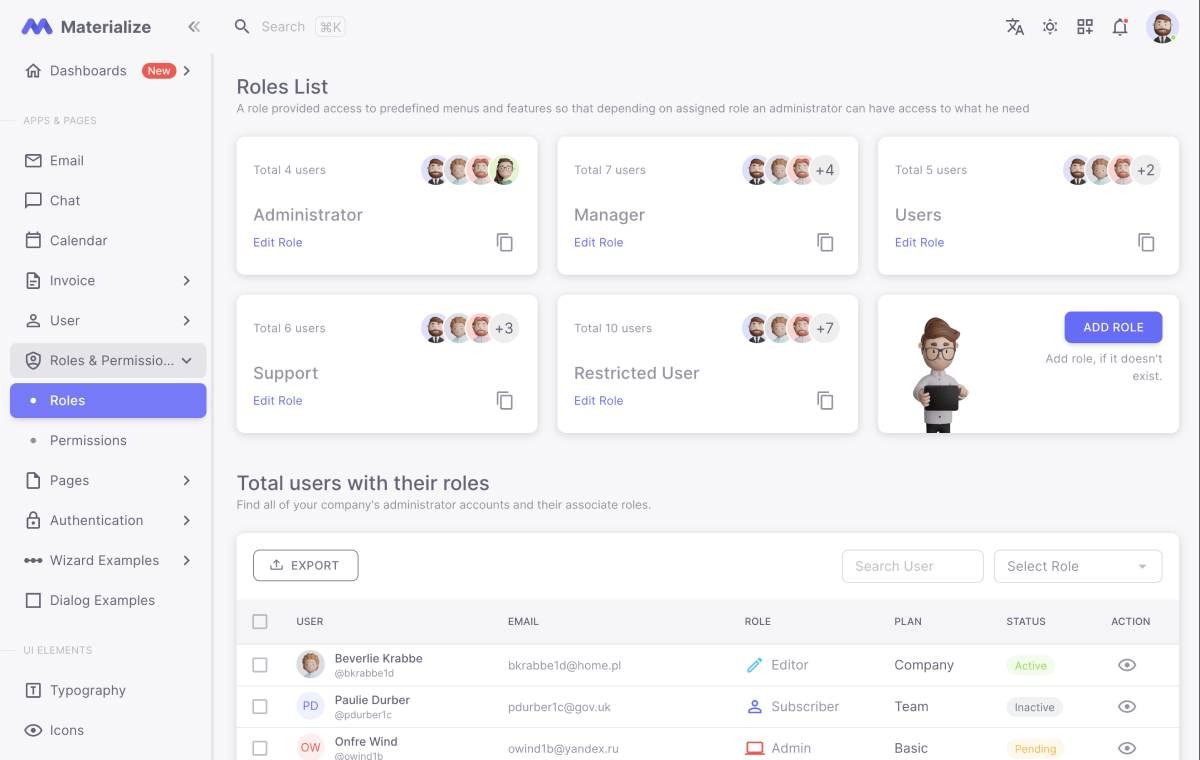 Materialize
Search ⌘K
Dashboards New
APPS & PAGES
Email
Chat
Calendar
Invoice
User
Roles & Permissio...
Roles
Permissions
Pages
Authentication
Wizard Examples
Dialog Examples
UI ELEMENTS
Typography
Icons
Roles List
A role provided access to predefined menus and features so that depending on assigned role an administrator can have access to what he need
Total 4 users
Administrator
Edit Role
Total 7 users +4
Manager
Edit Role
Total 5 users +2
Users
Edit Role
Total 6 users +3
Support
Edit Role
Total 10 users +7
Restricted User
Edit Role
ADD ROLE
Add role, if it doesn't
exist.
Total users with their roles
Find all of your company's administrator accounts and their associate roles.
EXPORT Search User Select Role
USER EMAIL ROLE PLAN STATUS ACTION
Beverlie Krabbe
@bkrabbe1d
bkrabbe1d@home.pl Editor Company Active
PD Paulie Durber
@pdurber1c
pdurber1c@gov.uk Subscriber Team Inactive
OW Onfre Wind
@owind1b
owind1b@yandex.ru Admin Basic Pending